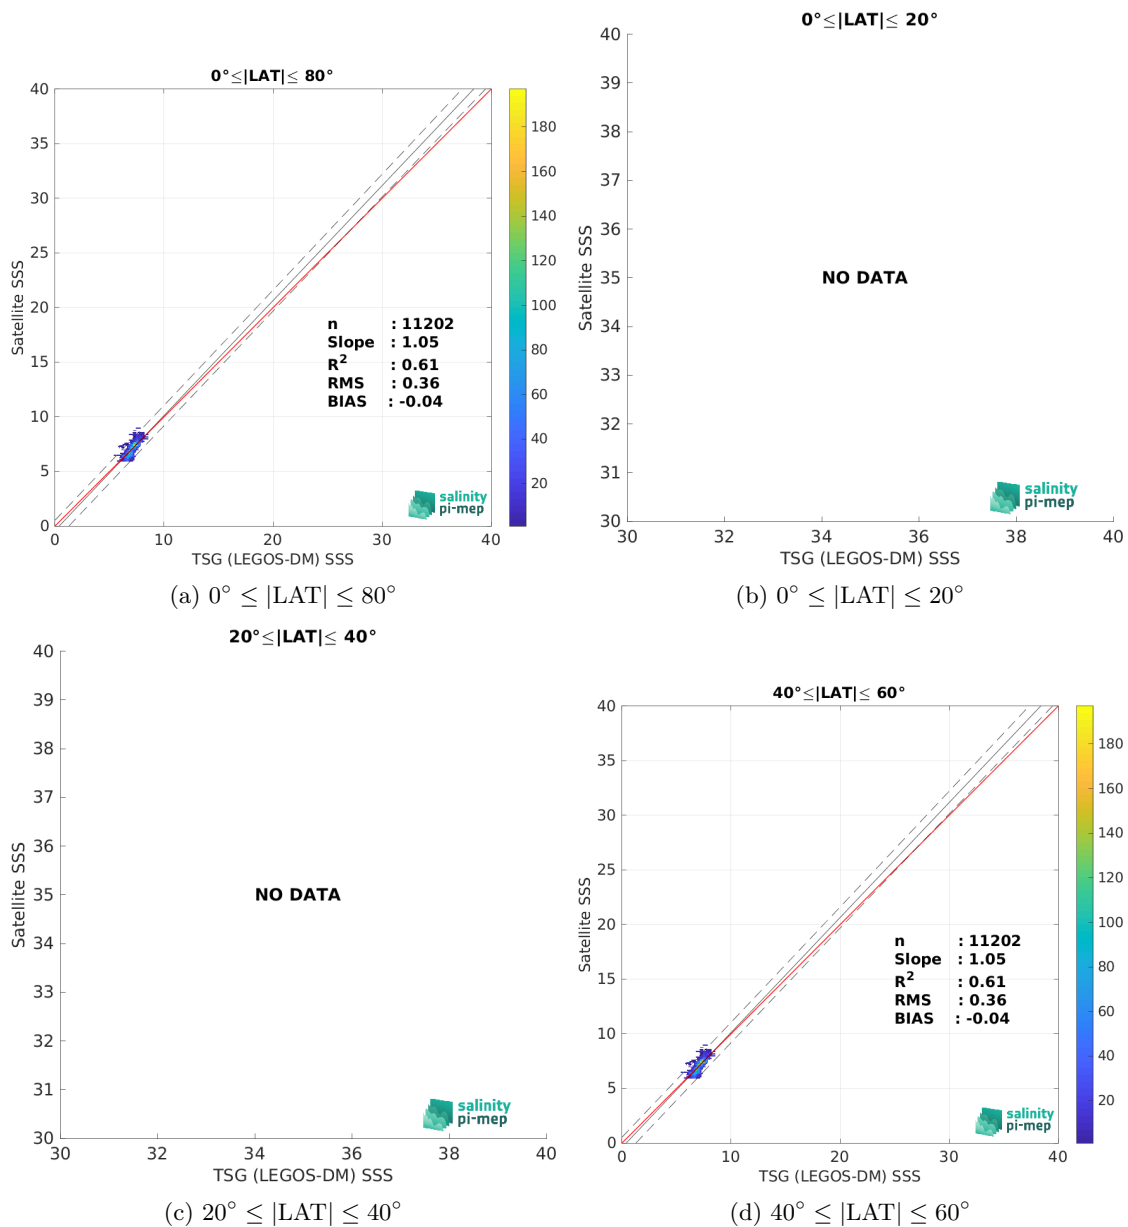 0°≤|LAT|≤ 80°
Satellite SSS
40
35
30
25
20
15
10
5
0
0
10
20
30
40
TSG (LEGOS-DM) SSS
n : 11202
Slope : 1.05
R² : 0.61
RMS : 0.36
BIAS : -0.04
180
160
140
120
100
80
60
40
20
salinity
pi-mep
(a) 0° ≤ |LAT| ≤ 80°
0°≤|LAT|≤ 20°
Satellite SSS
40
39
38
37
36
35
34
33
32
31
30
NO DATA
30
32
34
36
38
40
TSG (LEGOS-DM) SSS
salinity
pi-mep
(b) 0° ≤ |LAT| ≤ 20°
20°≤|LAT|≤ 40°
Satellite SSS
40
39
38
37
36
35
34
33
32
31
30
NO DATA
30
32
34
36
38
40
TSG (LEGOS-DM) SSS
salinity
pi-mep
(c) 20° ≤ |LAT| ≤ 40°
40°≤|LAT|≤ 60°
Satellite SSS
40
35
30
25
20
15
10
5
0
0
10
20
30
40
TSG (LEGOS-DM) SSS
n : 11202
Slope : 1.05
R² : 0.61
RMS : 0.36
BIAS : -0.04
180
160
140
120
100
80
60
40
20
salinity
pi-mep
(d) 40° ≤ |LAT| ≤ 60°